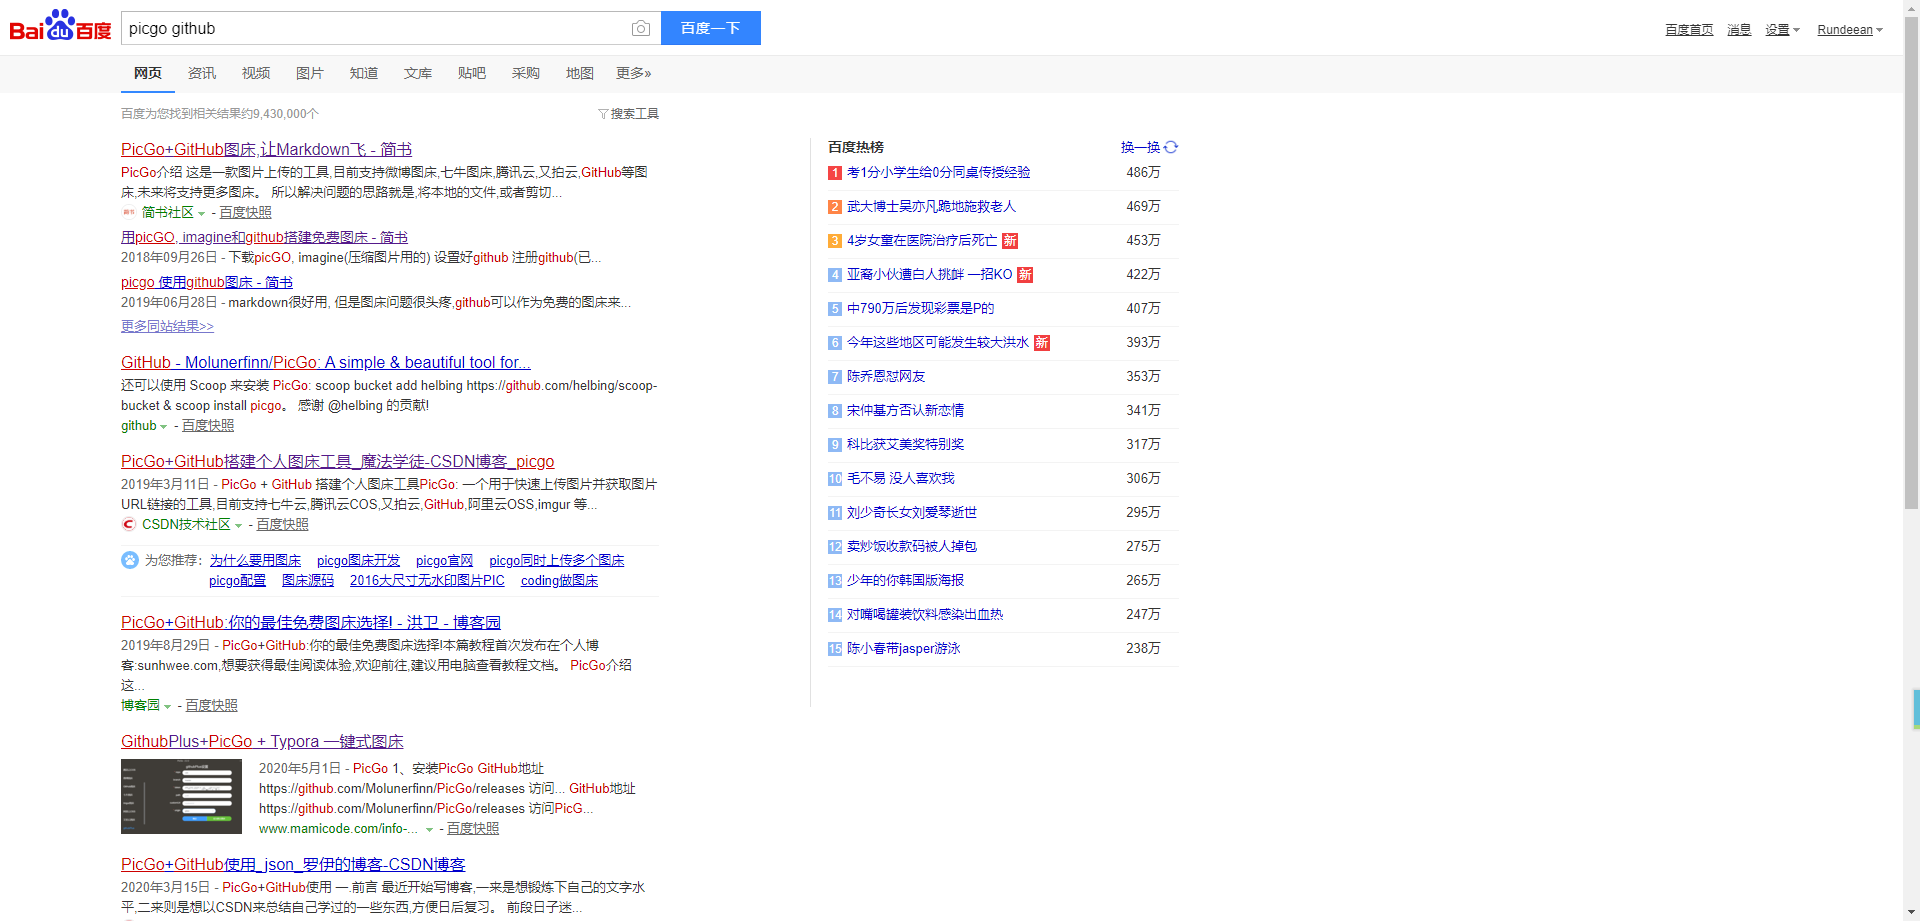 Bai du 百度
picgo github
百度一下
百度首页 消息 设置 Rundeean
网页 资讯 视频 图片 知道 文库 贴吧 采购 地图 更多»
百度为您找到相关结果约9,430,000个
搜索工具
PicGo+GitHub图床,让Markdown飞 - 简书
PicGo介绍 这是一款图片上传的工具,目前支持微博图床,七牛图床,腾讯云,又拍云,GitHub等图
床,未来将支持更多图床。 所以解决问题的思路就是,将本地的文件,或者剪切...
简书社区 - 百度快照
用picGO, imagine和github搭建免费图床 - 简书
2018年09月26日 - 下载picGO, imagine(压缩图片用的) 设置好github 注册github(已...
picgo 使用github图床 - 简书
2019年06月28日 - markdown很好用, 但是图床问题很头疼,github可以作为免费的图床来...
更多同站结果>>
GitHub - Molunerfinn/PicGo: A simple & beautiful tool for...
还可以使用 Scoop 来安装 PicGo: scoop bucket add helbing https://github.com/helbing/scoop-
bucket & scoop install picgo。 感谢 @helbing 的贡献!
github - 百度快照
PicGo+GitHub搭建个人图床工具_魔法学徒-CSDN博客_picgo
2019年3月11日 - PicGo + GitHub 搭建个人图床工具PicGo: 一个用于快速上传图片并获取图片
URL链接的工具,目前支持七牛云,腾讯云COS,又拍云,GitHub,阿里云OSS,imgur 等...
CSDN技术社区 - 百度快照
为您推荐: 为什么要用图床 picgo图床开发 picgo官网 picgo同时上传多个图床
picgo配置 图床源码 2016大尺寸无水印图片PIC coding做图床
PicGo+GitHub:你的最佳免费图床选择! - 洪卫 - 博客园
2019年8月29日 - PicGo+GitHub:你的最佳免费图床选择!本篇教程首次发布在个人博
客:sunhwee.com,想要获得最佳阅读体验,欢迎前往,建议用电脑查看教程文档。 PicGo介绍
这...
博客园 - 百度快照
GithubPlus+PicGo + Typora 一键式图床
2020年5月1日 - PicGo 1、安装PicGo GitHub地址
https://github.com/Molunerfinn/PicGo/releases 访问... GitHub地址
https://github.com/Molunerfinn/PicGo/releases 访问PicG...
www.mamicode.com/info-... - 百度快照
PicGo+GitHub使用_json_罗伊的博客-CSDN博客
2020年3月15日 - PicGo+GitHub使用 一.前言 最近开始写博客,一来是想锻炼下自己的文字水
平,二来则是想以CSDN来总结自己学过的一些东西,方便日后复习。 前段日子迷...
百度热榜 换一换
1 考1分小学生给0分同桌传授经验 486万
2 武大博士吴亦凡跪地施救老人 469万
3 4岁女童在医院治疗后死亡 新 453万
4 亚裔小伙遭白人挑衅 一招KO 新 422万
5 中790万后发现彩票是P的 407万
6 今年这些地区可能发生较大洪水 新 393万
7 陈乔恩怼网友 353万
8 宋仲基方否认新恋情 341万
9 科比获艾美奖特别奖 317万
10 毛不易 没人喜欢我 306万
11 刘少奇长女刘爱琴逝世 295万
12 卖炒饭收款码被人掉包 275万
13 少年的你韩国版海报 265万
14 对嘴喝罐装饮料感染出血热 247万
15 陈小春带jasper游泳 238万